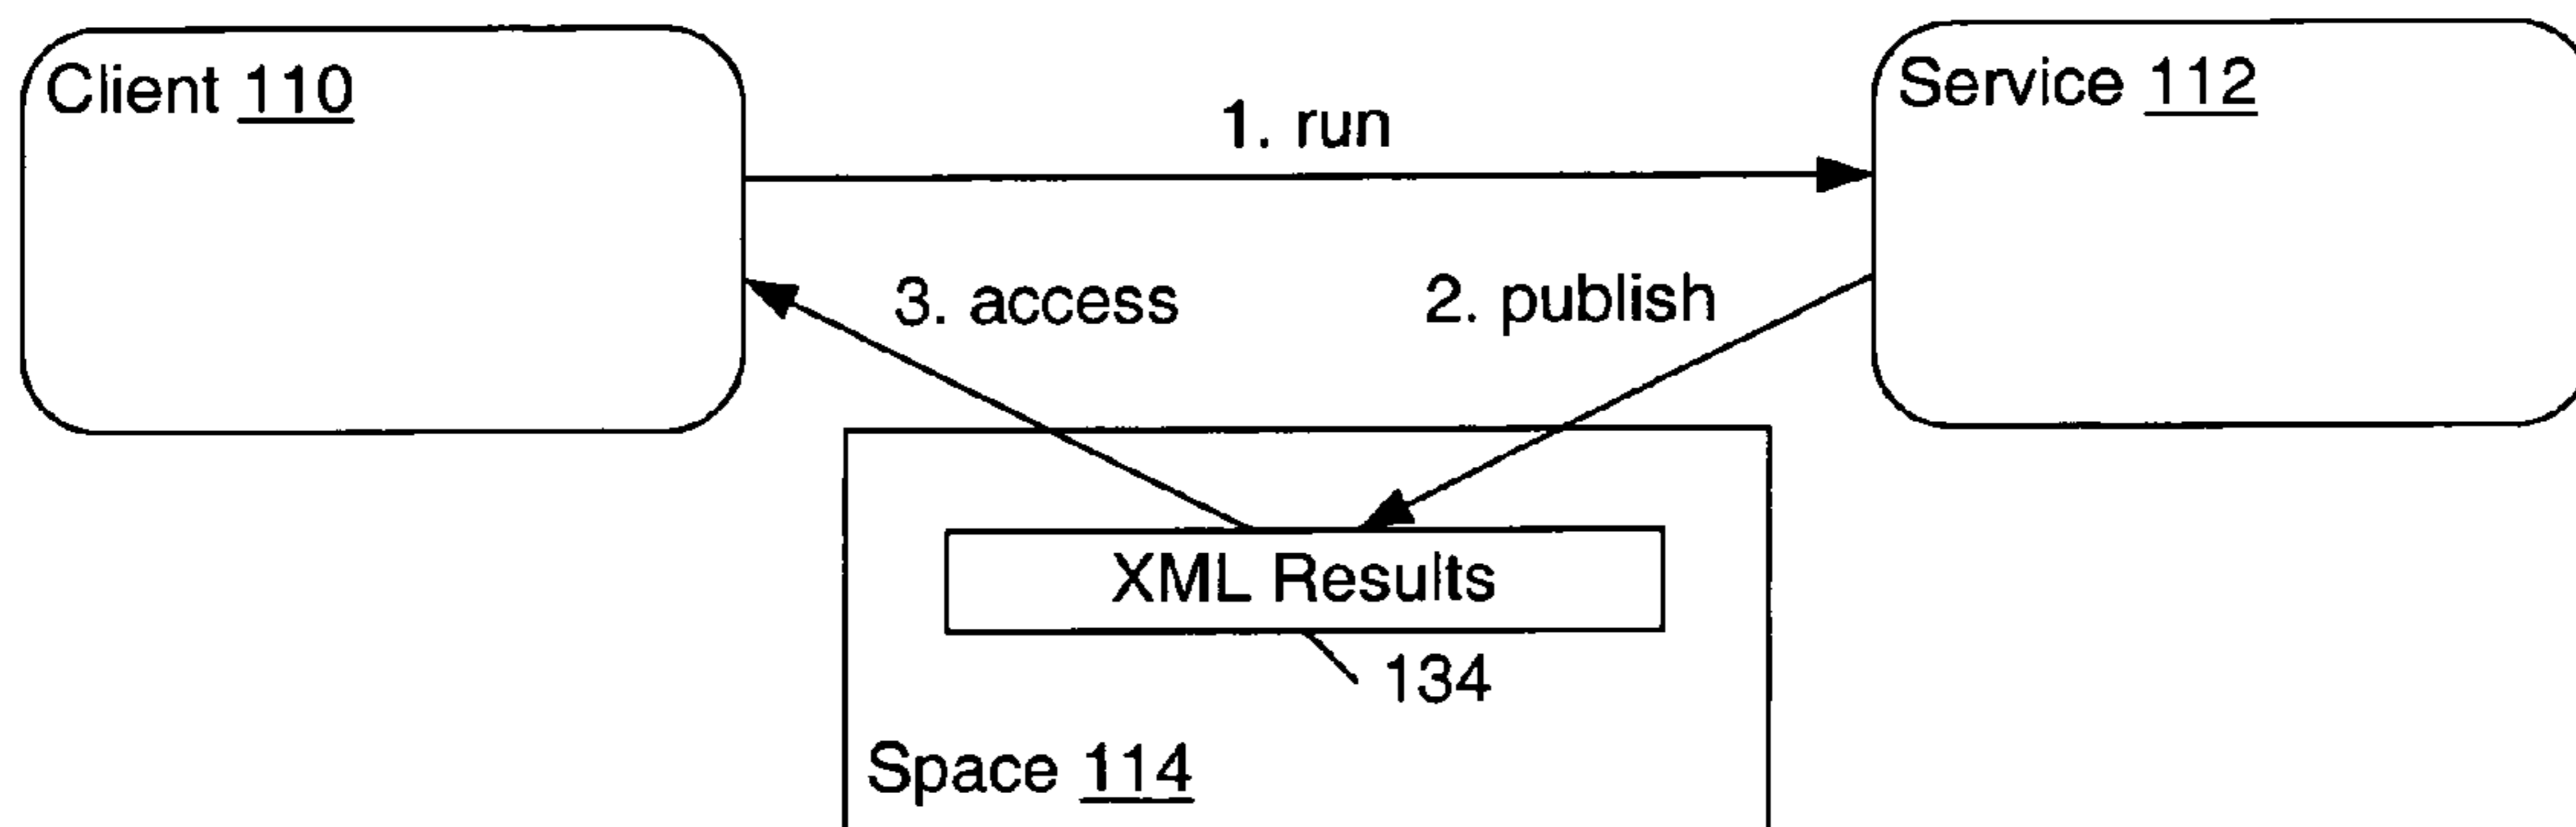 Client 110
Service 112
1. run
3. access
2. publish
XML Results
134
Space 114